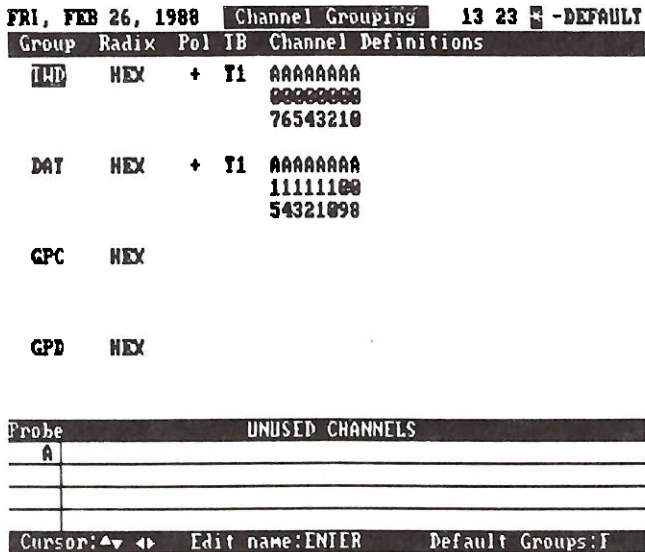 FRI, FEB 26, 1988 Channel Grouping 13 23 * -DEFAULT
Group Radix Pol TB Channel Definitions
IWD HEX + T1 AAAAAAAA
00000000
76543210
DAT HEX + T1 AAAAAAAA
11111100
54321098
GPC HEX
GPD HEX
Probe UNUSED CHANNELS
A
Cursor:▲▼ ◄► Edit name:ENTER Default Groups:F